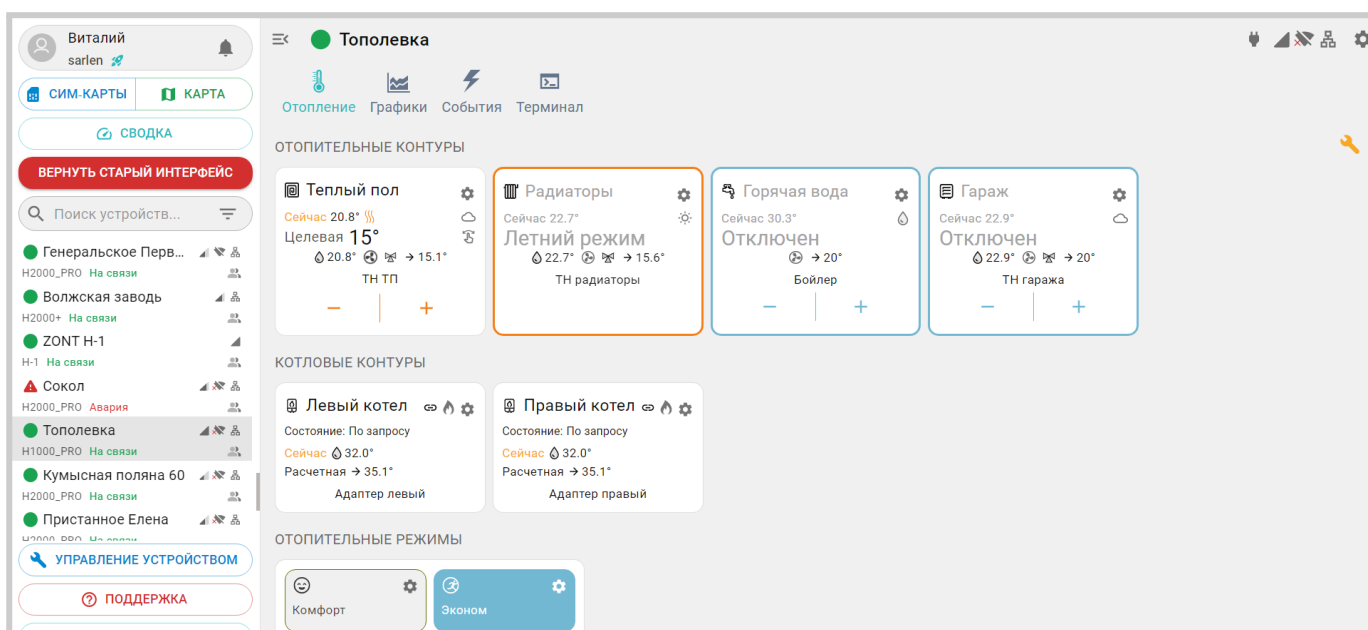 Виталий
sarlen
СИМ-КАРТЫ
КАРТА
СВОДКА
ВЕРНУТЬ СТАРЫЙ ИНТЕРФЕЙС
Поиск устройств...
Генеральское Перв...
H2000_PRO На связи
Волжская заводь
H2000+ На связи
ZONT H-1
H-1 На связи
Сокол
H2000_PRO Авария
Тополевка
H1000_PRO На связи
Кумысная поляна 60
H2000_PRO На связи
Пристанное Елена
H2000_PRO На связи
УПРАВЛЕНИЕ УСТРОЙСТВОМ
ПОДДЕРЖКА
Тополевка
Отопление Графики События Терминал
ОТОПИТЕЛЬНЫЕ КОНТУРЫ
Теплый пол
Сейчас 20.8°
Целевая 15°
20.8° → 15.1°
ТН ТП
− +
Радиаторы
Сейчас 22.7°
Летний режим
22.7° → 15.6°
ТН радиаторы
Горячая вода
Сейчас 30.3°
Отключен
→ 20°
Бойлер
− +
Гараж
Сейчас 22.9°
Отключен
22.9° → 20°
ТН гаража
− +
КОТЛОВЫЕ КОНТУРЫ
Левый котел
Состояние: По запросу
Сейчас 32.0°
Расчетная → 35.1°
Адаптер левый
Правый котел
Состояние: По запросу
Сейчас 32.0°
Расчетная → 35.1°
Адаптер правый
ОТОПИТЕЛЬНЫЕ РЕЖИМЫ
Комфорт
Эконом